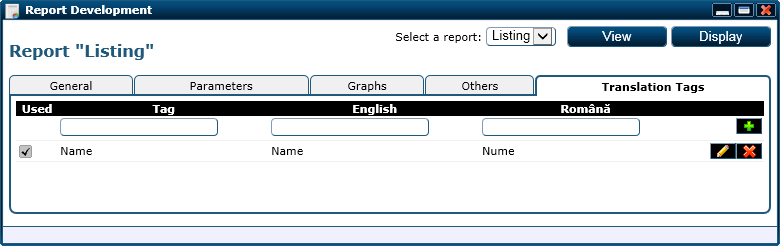 Report Development
Select a report: Listing View Display
Report "Listing"
General Parameters Graphs Others Translation Tags
Used Tag English Română
Name Name Nume